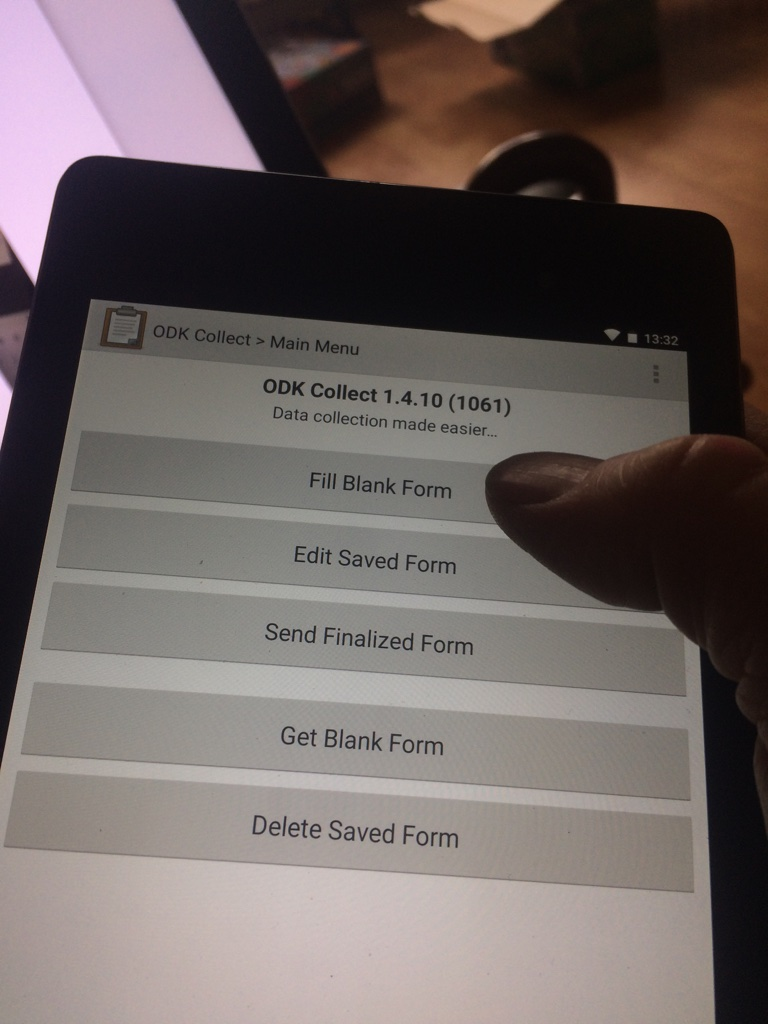 13:32
ODK Collect > Main Menu
ODK Collect 1.4.10 (1061)
Data collection made easier...
Fill Blank Form
Edit Saved Form
Send Finalized Form
Get Blank Form
Delete Saved Form